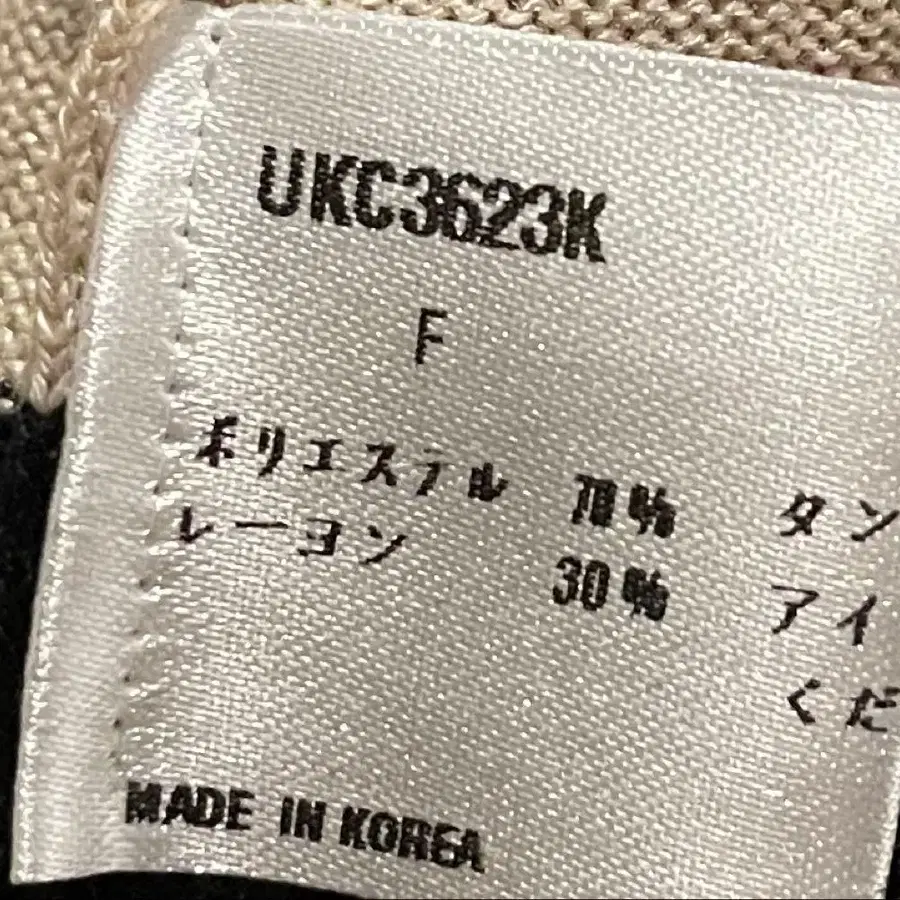 UKC3623K
F
ポリエステル 70% タン
レーヨン 30% アイ
くだ
MADE IN KOREA